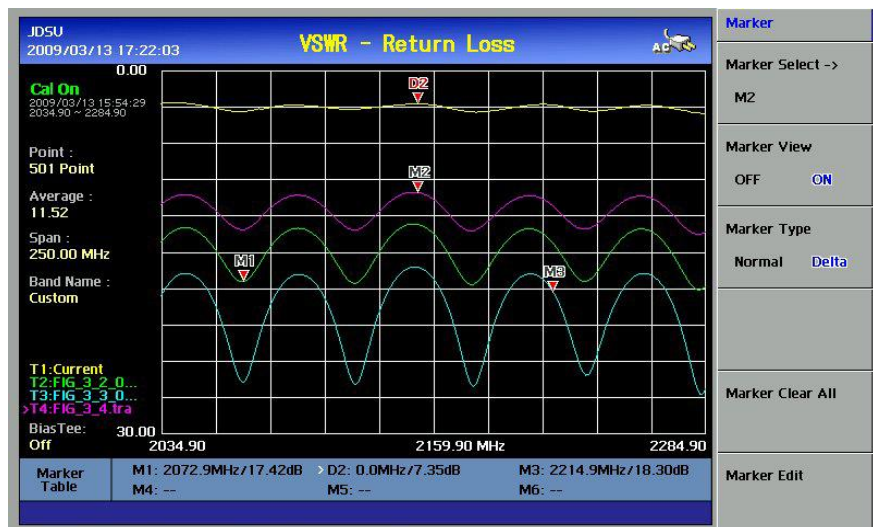 JDSU
2009/03/13 17:22:03
VSWR - Return Loss
AC
Cal On
2009/03/13 15:54:29
2034.90 ~ 2284.90
Point :
501 Point
Average :
11.52
Span :
250.00 MHz
Band Name :
Custom
T1:Current
T2:FIG_3_2_0...
T3:FIG_3_3_0...
>T4:FIG_3_4.tra
BiasTee:
Off
0.00
D2
M2
M1
M3
30.00
2034.90 2159.90 MHz 2284.90
Marker Table
M1: 2072.9MHz/17.42dB >D2: 0.0MHz/7.35dB M3: 2214.9MHz/18.30dB
M4: -- M5: -- M6: --
Marker
Marker Select ->
M2
Marker View
OFF ON
Marker Type
Normal Delta
Marker Clear All
Marker Edit